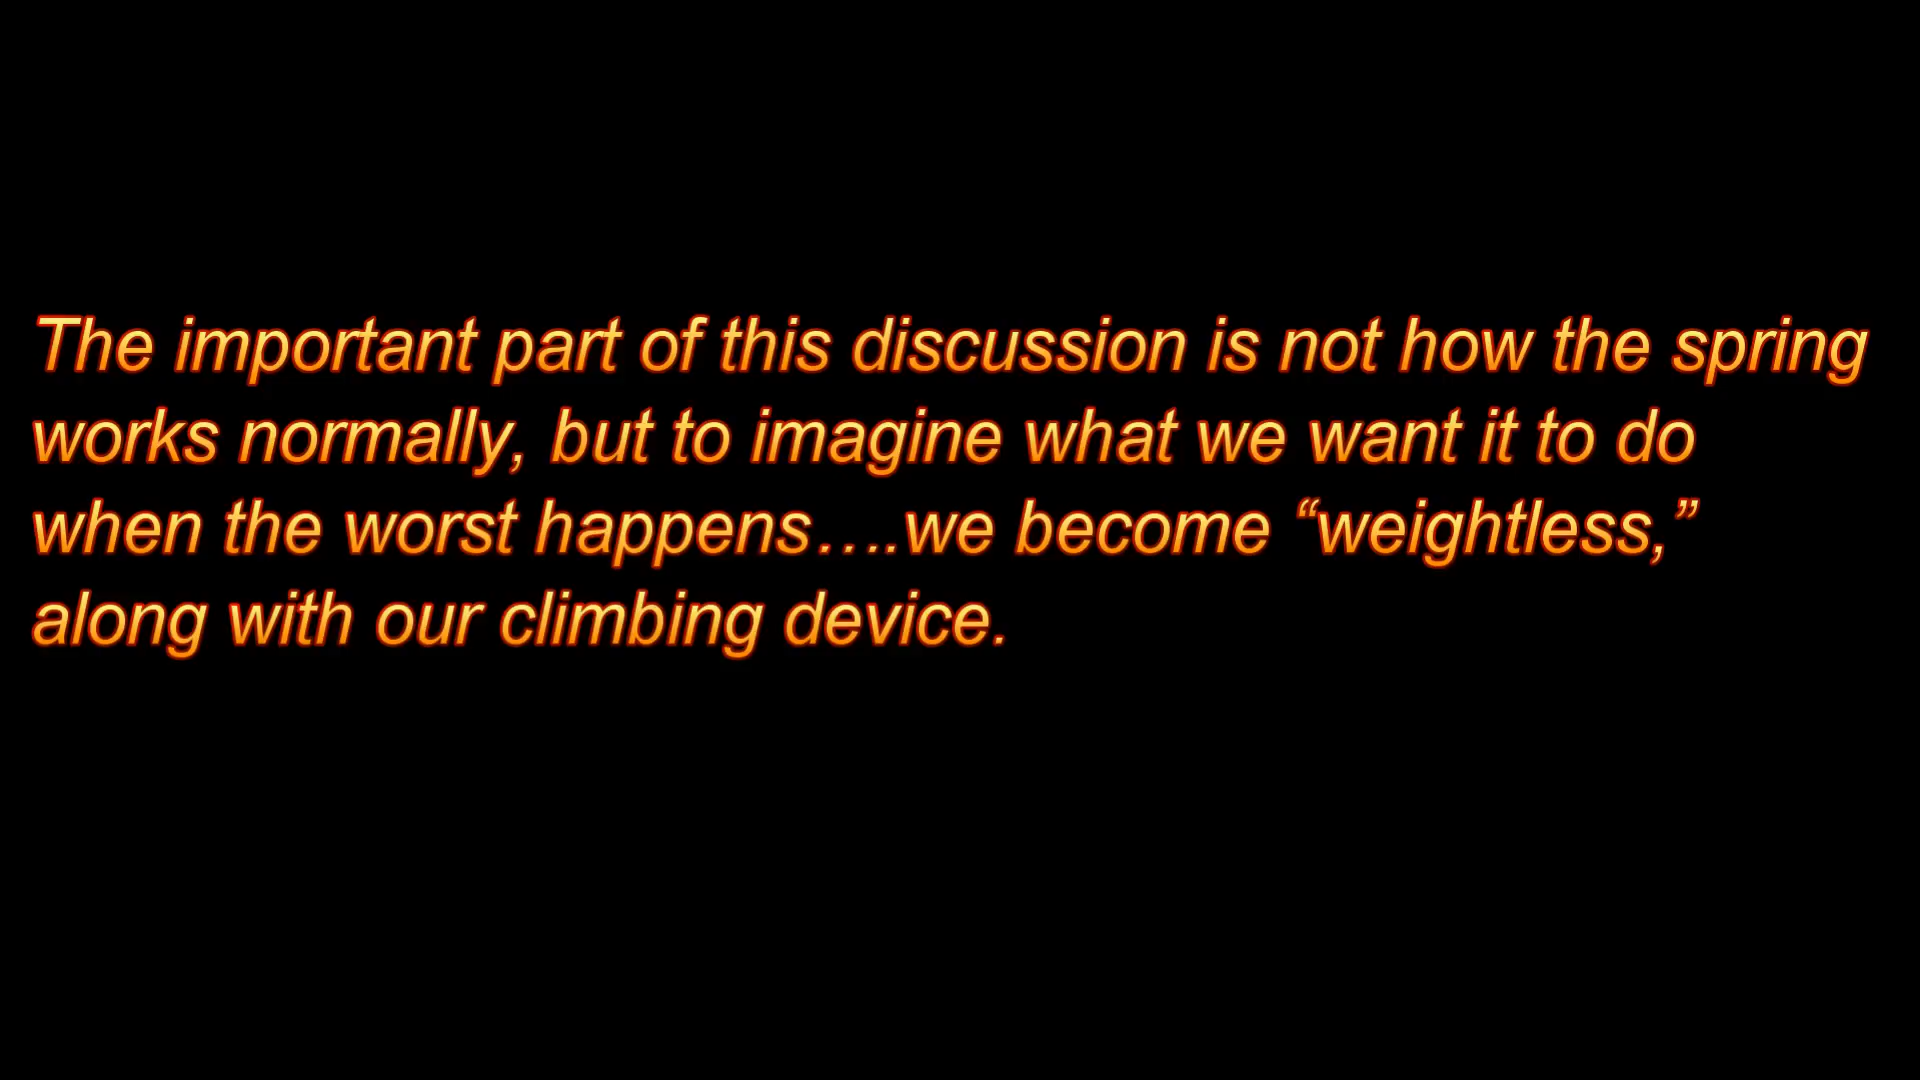 The important part of this discussion is not how the spring
works normally, but to imagine what we want it to do
when the worst happens….we become “weightless,”
along with our climbing device.